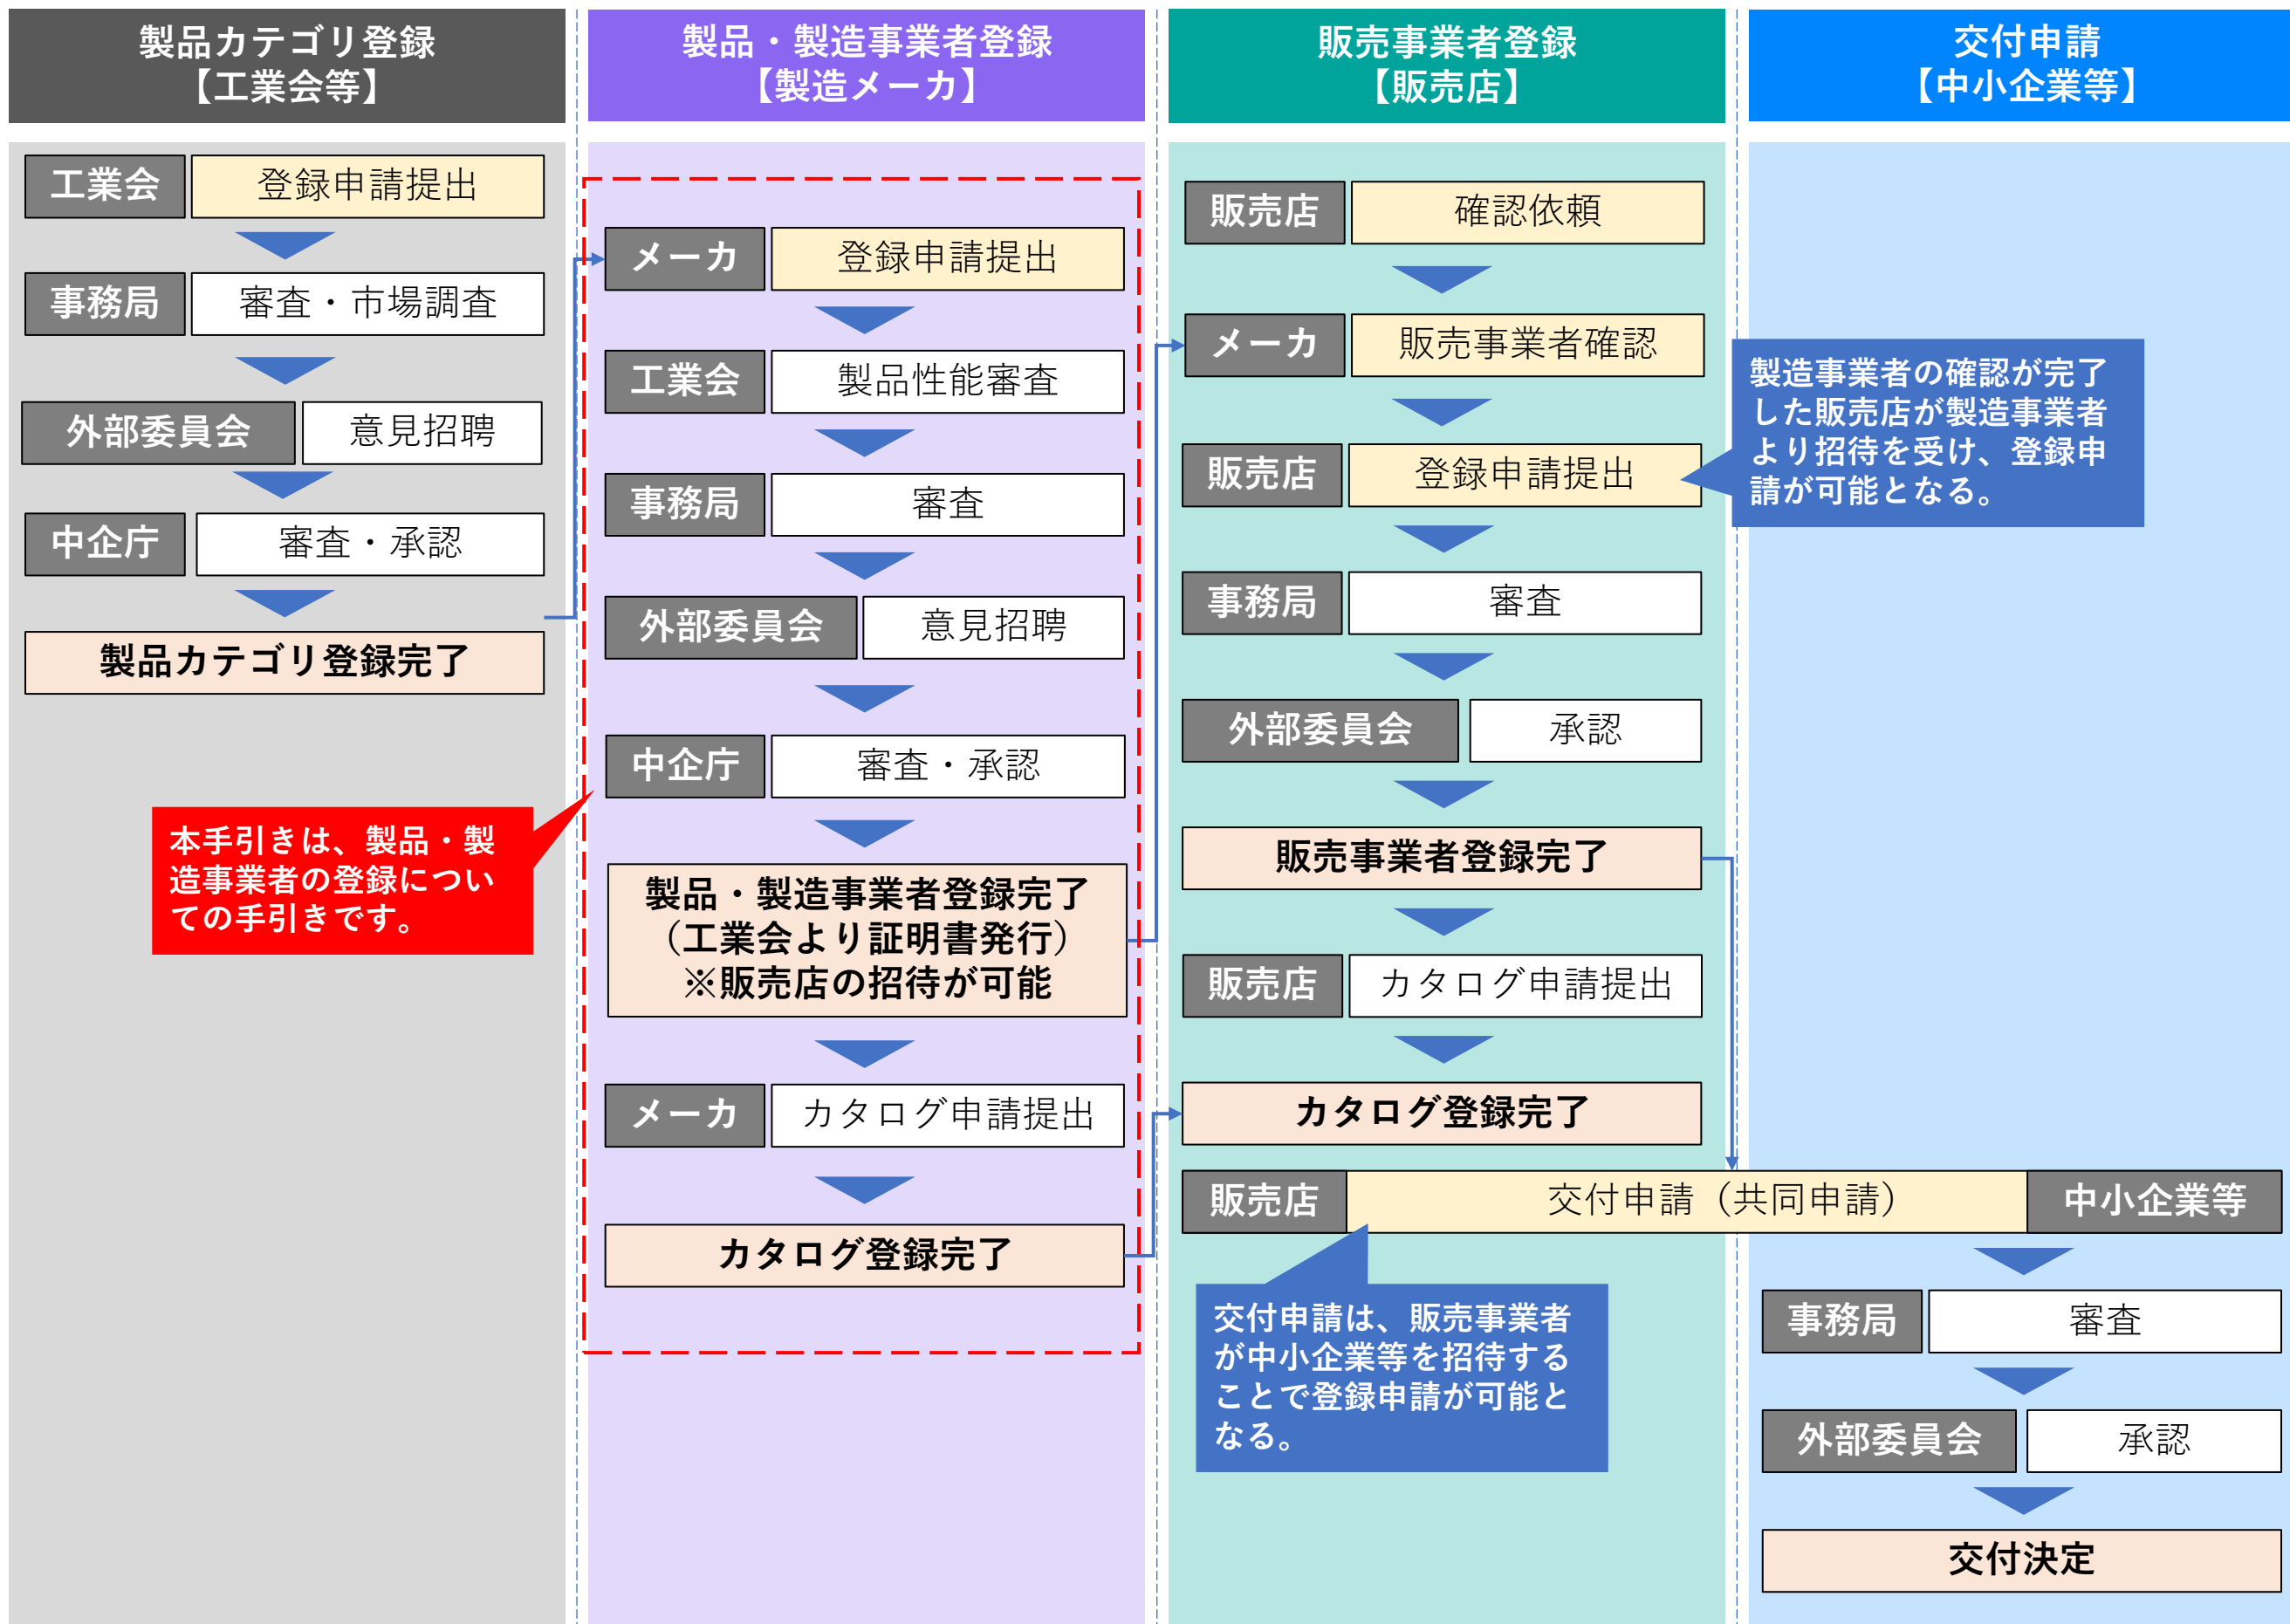 製品カテゴリ登録
【工業会等】
工業会 登録申請提出
事務局 審査・市場調査
外部委員会 意見招聘
中企庁 審査・承認
製品カテゴリ登録完了
本手引きは、製品・製
造事業者の登録につい
ての手引きです。
製品・製造事業者登録
【製造メーカ】
メーカ 登録申請提出
工業会 製品性能審査
事務局 審査
外部委員会 意見招聘
中企庁 審査・承認
製品・製造事業者登録完了
（工業会より証明書発行）
※販売店の招待が可能
メーカ カタログ申請提出
カタログ登録完了
販売事業者登録
【販売店】
販売店 確認依頼
メーカ 販売事業者確認
販売店 登録申請提出
製造事業者の確認が完了
した販売店が製造事業者
より招待を受け、登録申
請が可能となる。
事務局 審査
外部委員会 承認
販売事業者登録完了
販売店 カタログ申請提出
カタログ登録完了
交付申請
【中小企業等】
販売店 交付申請（共同申請） 中小企業等
交付申請は、販売事業者
が中小企業等を招待する
ことで登録申請が可能と
なる。
事務局 審査
外部委員会 承認
交付決定